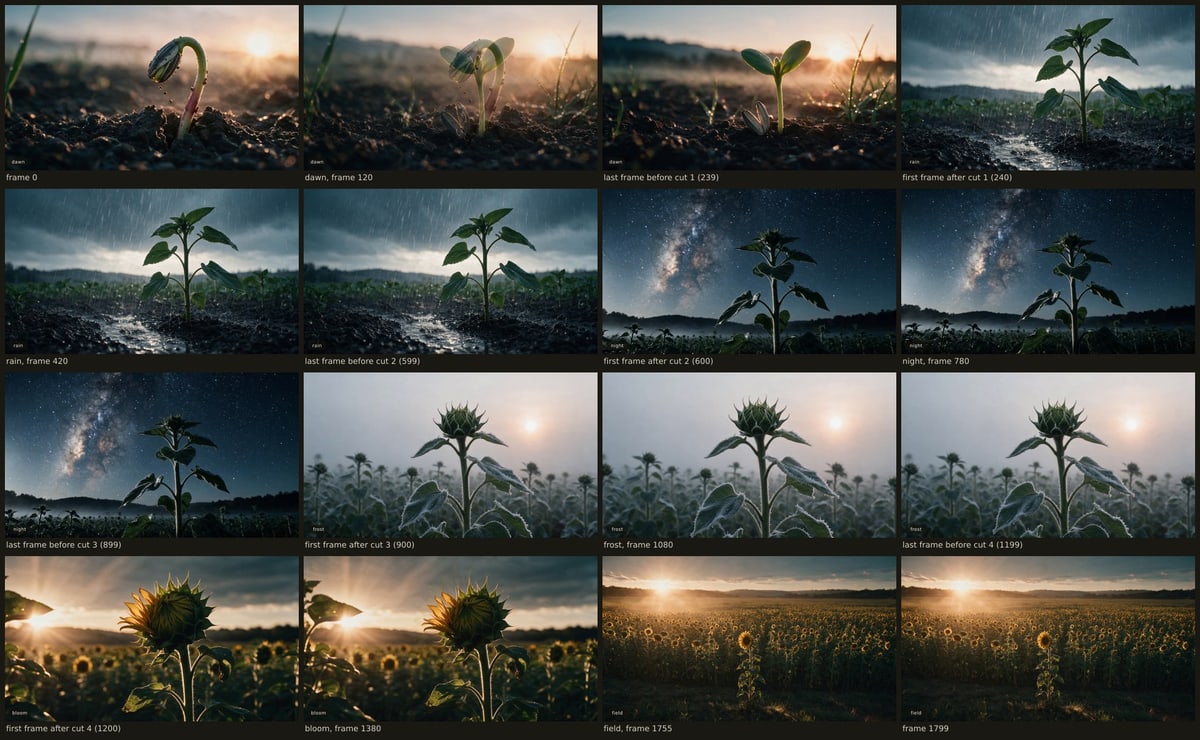 dawn
dawn
dawn
rain
frame 0
dawn, frame 120
last frame before cut 1 (239)
first frame after cut 1 (240)
rain
rain
night
night
rain, frame 420
last frame before cut 2 (599)
first frame after cut 2 (600)
night, frame 780
night
frost
frost
frost
last frame before cut 3 (899)
first frame after cut 3 (900)
frost, frame 1080
last frame before cut 4 (1199)
bloom
bloom
field
field
first frame after cut 4 (1200)
bloom, frame 1380
field, frame 1755
frame 1799